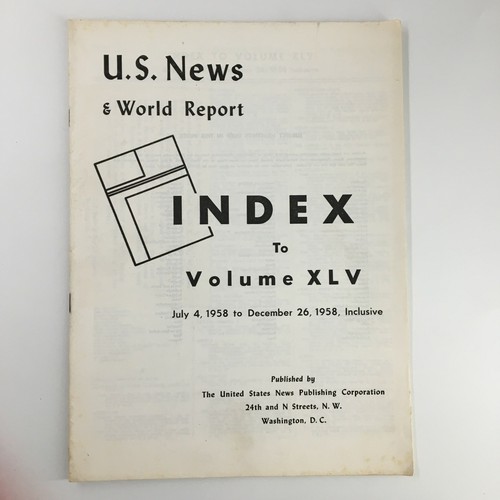 U.S. News
& World Report
INDEX
To
Volume XLV
July 4, 1958 to December 26, 1958, Inclusive
Published by
The United States News Publishing Corporation
24th and N Streets, N. W.
Washington, D. C.